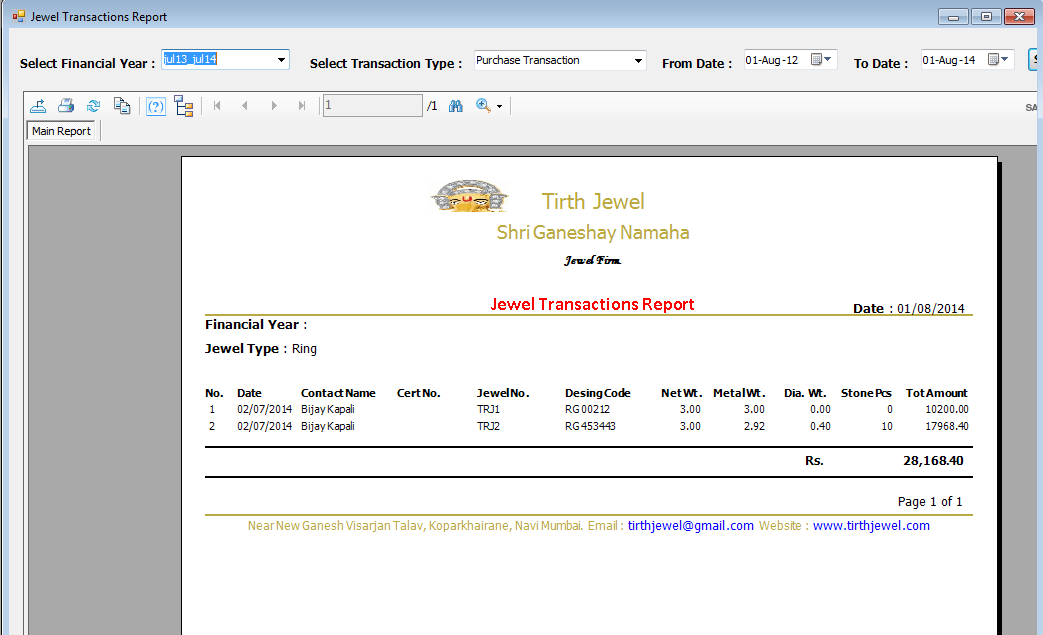 Jewel Transactions Report
Select Financial Year : jul13_jul14 Select Transaction Type : Purchase Transaction From Date : 01-Aug-12 To Date : 01-Aug-14
1 /1
Main Report
Tirth Jewel
Shri Ganeshay Namaha
Jewel Firm
Jewel Transactions Report
Date : 01/08/2014
Financial Year :
Jewel Type : Ring
No. Date Contact Name Cert No. Jewel No. Desing Code Net Wt. Metal Wt. Dia. Wt. Stone Pcs Tot Amount
1 02/07/2014 Bijay Kapali TRJ1 RG 00212 3.00 3.00 0.00 0 10200.00
2 02/07/2014 Bijay Kapali TRJ2 RG 453443 3.00 2.92 0.40 10 17968.40
Rs. 28,168.40
Page 1 of 1
Near New Ganesh Visarjan Talav, Koparkhairane, Navi Mumbai. Email : tirthjewel@gmail.com Website : www.tirthjewel.com